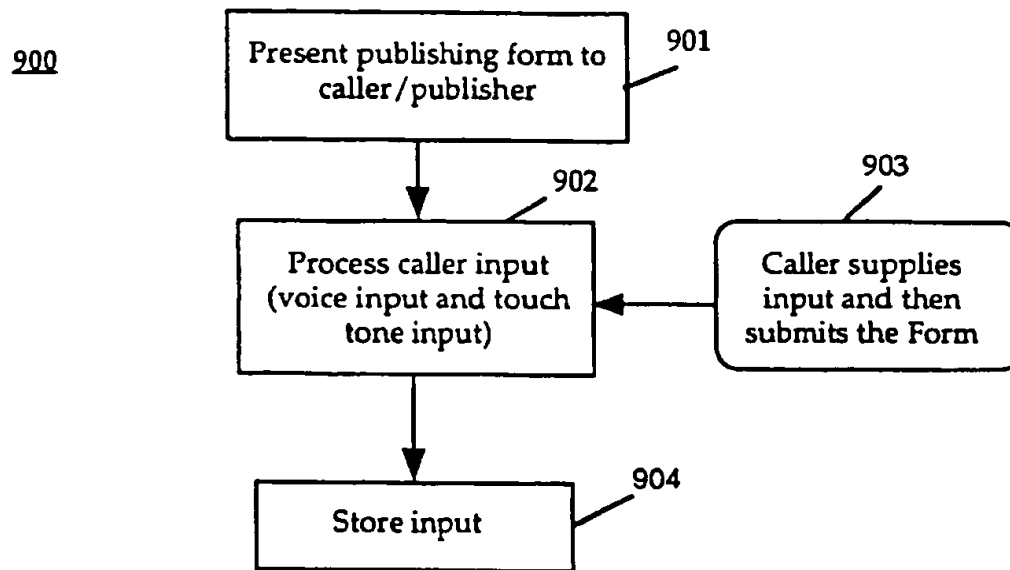 900
Present publishing form to
caller/publisher
901
902
Process caller input
(voice input and touch
tone input)
903
Caller supplies
input and then
submits the Form
904
Store input